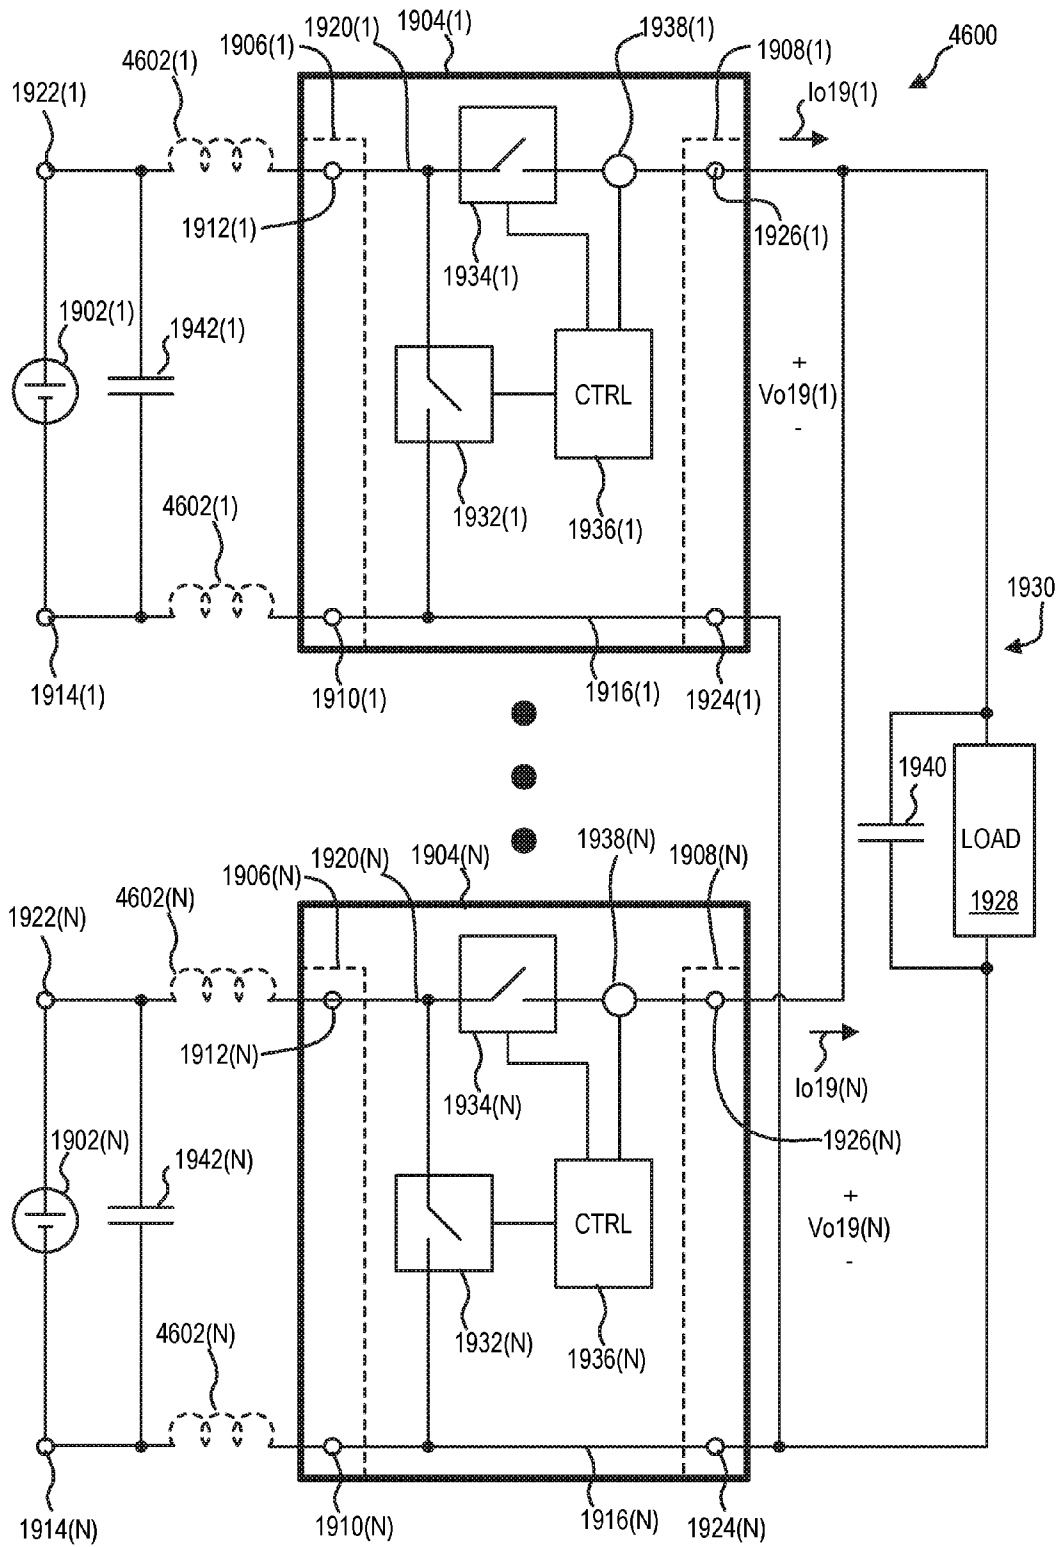 1920(1)
1904(1)
1938(1)
4600
1906(1)
1908(1)
4602(1)
1922(1)
Io19(1)
1912(1)
1926(1)
1934(1)
1902(1)
1942(1)
+
Vo19(1)
-
CTRL
4602(1)
1932(1)
1936(1)
1930
1914(1)
1910(1)
1916(1)
1924(1)
1940
LOAD
1928
1938(N)
1920(N)
1904(N)
1908(N)
1906(N)
4602(N)
1922(N)
1912(N)
Io19(N)
1934(N)
1902(N)
1942(N)
1926(N)
+
Vo19(N)
-
CTRL
4602(N)
1932(N)
1936(N)
1914(N)
1910(N)
1916(N)
1924(N)